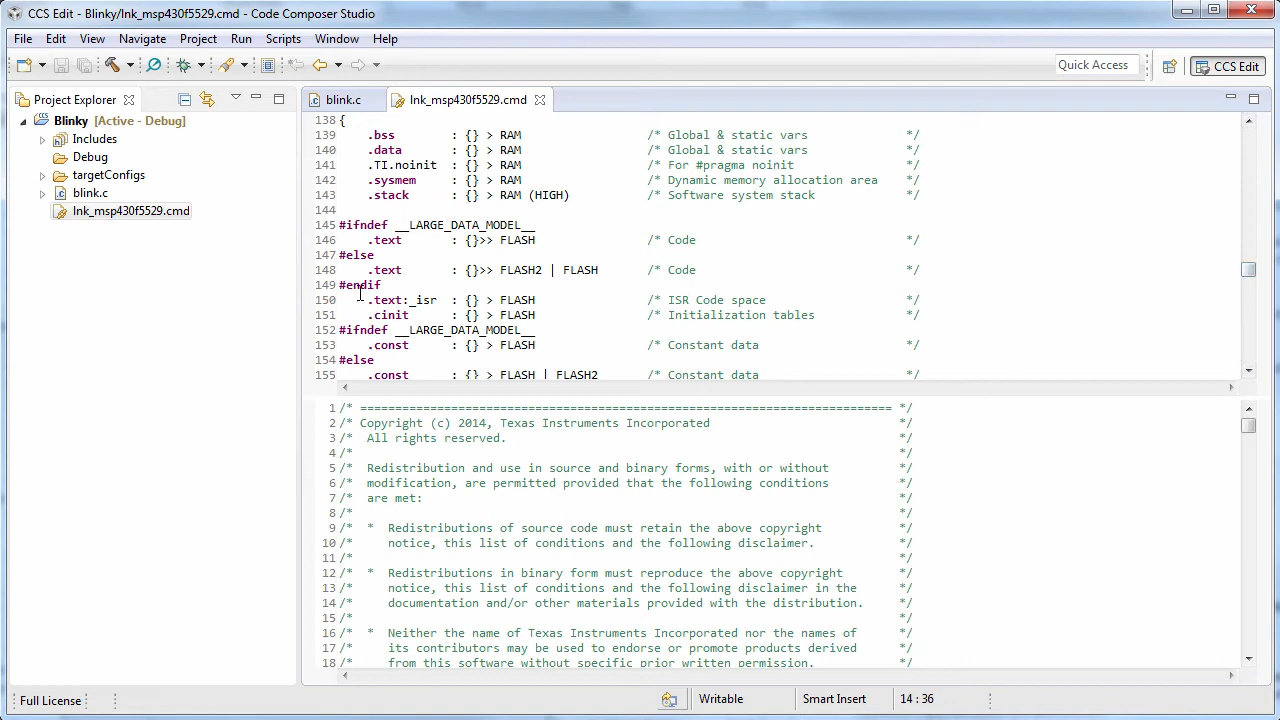 CCS Edit - Blinky/lnk_msp430f5529.cmd - Code Composer Studio
File Edit View Navigate Project Run Scripts Window Help
Quick Access
CCS Edit
Project Explorer
Blinky [Active - Debug]
Includes
Debug
targetConfigs
blink.c
lnk_msp430f5529.cmd
blink.c
lnk_msp430f5529.cmd
138 {
139 .bss : {} > RAM /* Global & static vars */
140 .data : {} > RAM /* Global & static vars */
141 .TI.noinit : {} > RAM /* For #pragma noinit */
142 .sysmem : {} > RAM /* Dynamic memory allocation area */
143 .stack : {} > RAM (HIGH) /* Software system stack */
144
145 #ifndef __LARGE_DATA_MODEL__
146 .text : {}>> FLASH /* Code */
147 #else
148 .text : {}>> FLASH2 | FLASH /* Code */
149 #endif
150 .text:_isr : {} > FLASH /* ISR Code space */
151 .cinit : {} > FLASH /* Initialization tables */
152 #ifndef __LARGE_DATA_MODEL__
153 .const : {} > FLASH /* Constant data */
154 #else
155 .const : {} > FLASH | FLASH2 /* Constant data */
1 /* ============================================================================ */
2 /* Copyright (c) 2014, Texas Instruments Incorporated */
3 /* All rights reserved. */
4 /* */
5 /* Redistribution and use in source and binary forms, with or without */
6 /* modification, are permitted provided that the following conditions */
7 /* are met: */
8 /* */
9 /* * Redistributions of source code must retain the above copyright */
10 /* notice, this list of conditions and the following disclaimer. */
11 /* */
12 /* * Redistributions in binary form must reproduce the above copyright */
13 /* notice, this list of conditions and the following disclaimer in the */
14 /* documentation and/or other materials provided with the distribution. */
15 /* */
16 /* * Neither the name of Texas Instruments Incorporated nor the names of */
17 /* its contributors may be used to endorse or promote products derived */
18 /* from this software without specific prior written permission. */
Full License
Writable
Smart Insert
14 : 36